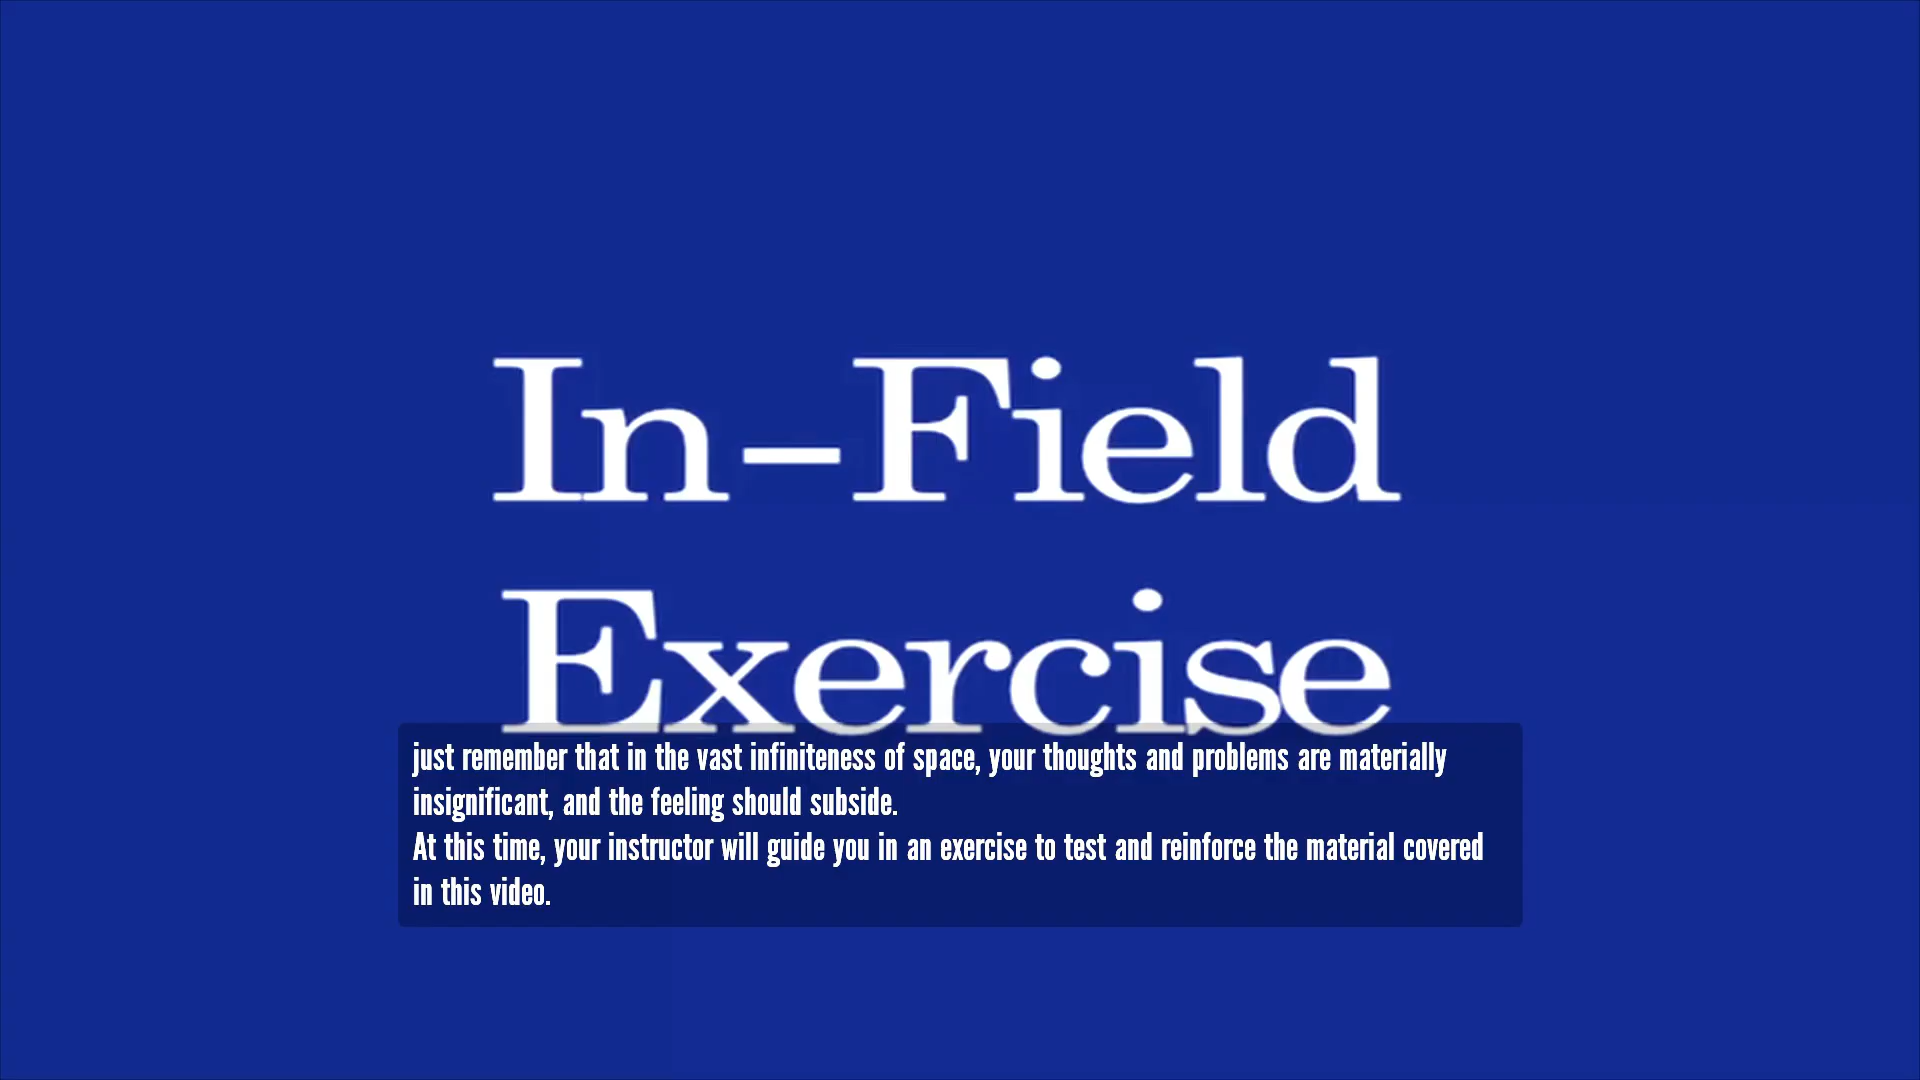 In-Field
Exercise
just remember that in the vast infiniteness of space, your thoughts and problems are materially
insignificant, and the feeling should subside.
At this time, your instructor will guide you in an exercise to test and reinforce the material covered
in this video.